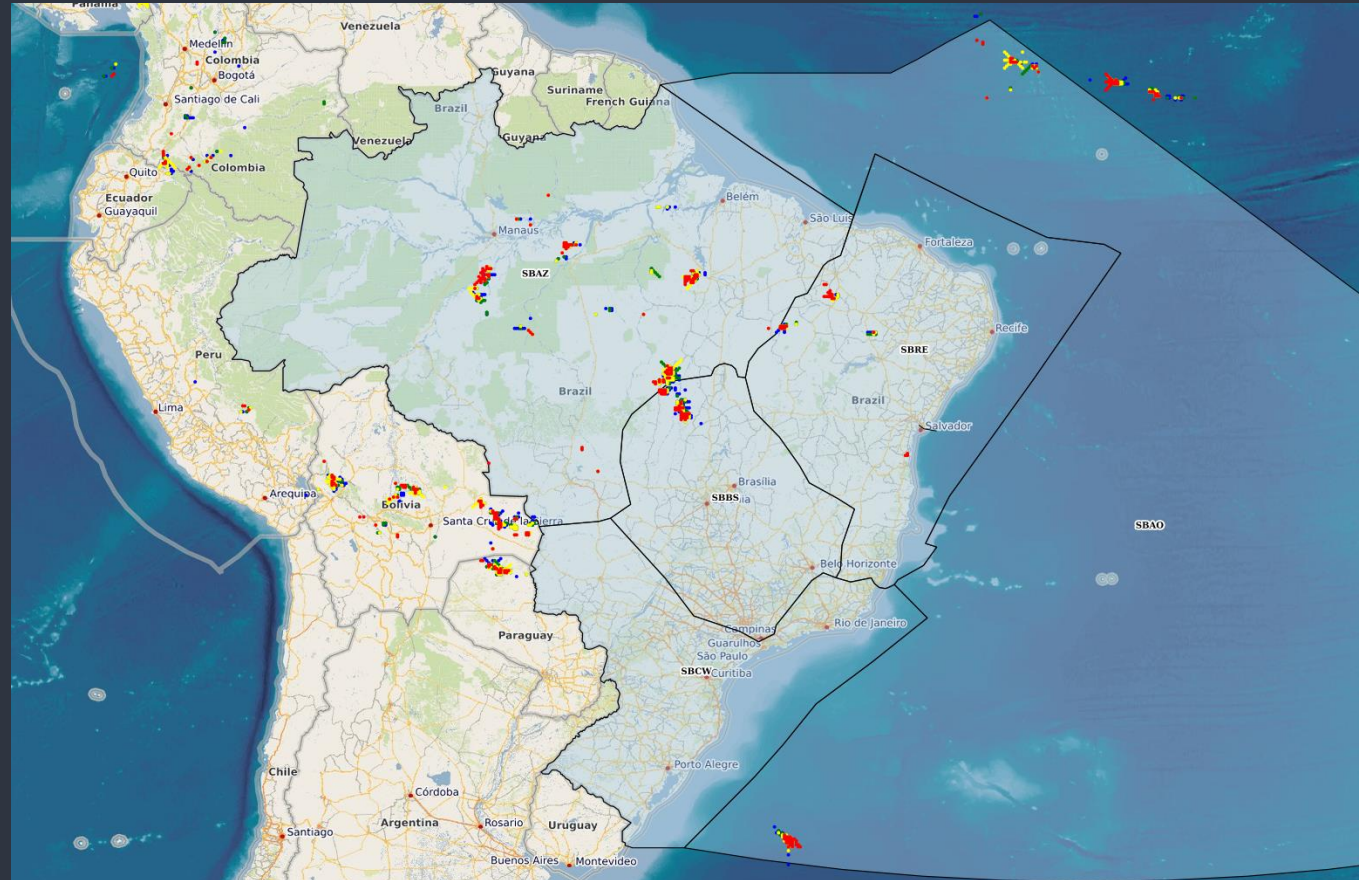 Panama
Venezuela
Medellín
Colombia
Bogotá
Guyana
Suriname
French Guiana
Santiago de Cali
Brazil
Venezuela
Guyana
Colombia
Quito
Ecuador
Guayaquil
Belém
São Luís
Manaus
Fortaleza
SBAZ
Recife
Peru
SBRE
Brazil
Brazil
Lima
Salvador
Brasília
Arequipa
Bolivia
SBBS
Santa Cruz de la Sierra
SBAO
Belo Horizonte
Paraguay
Campinas
Rio de Janeiro
Guarulhos
São Paulo
SBCW
Curitiba
Porto Alegre
Chile
Córdoba
Santiago
Argentina
Rosario
Uruguay
Buenos Aires
Montevideo